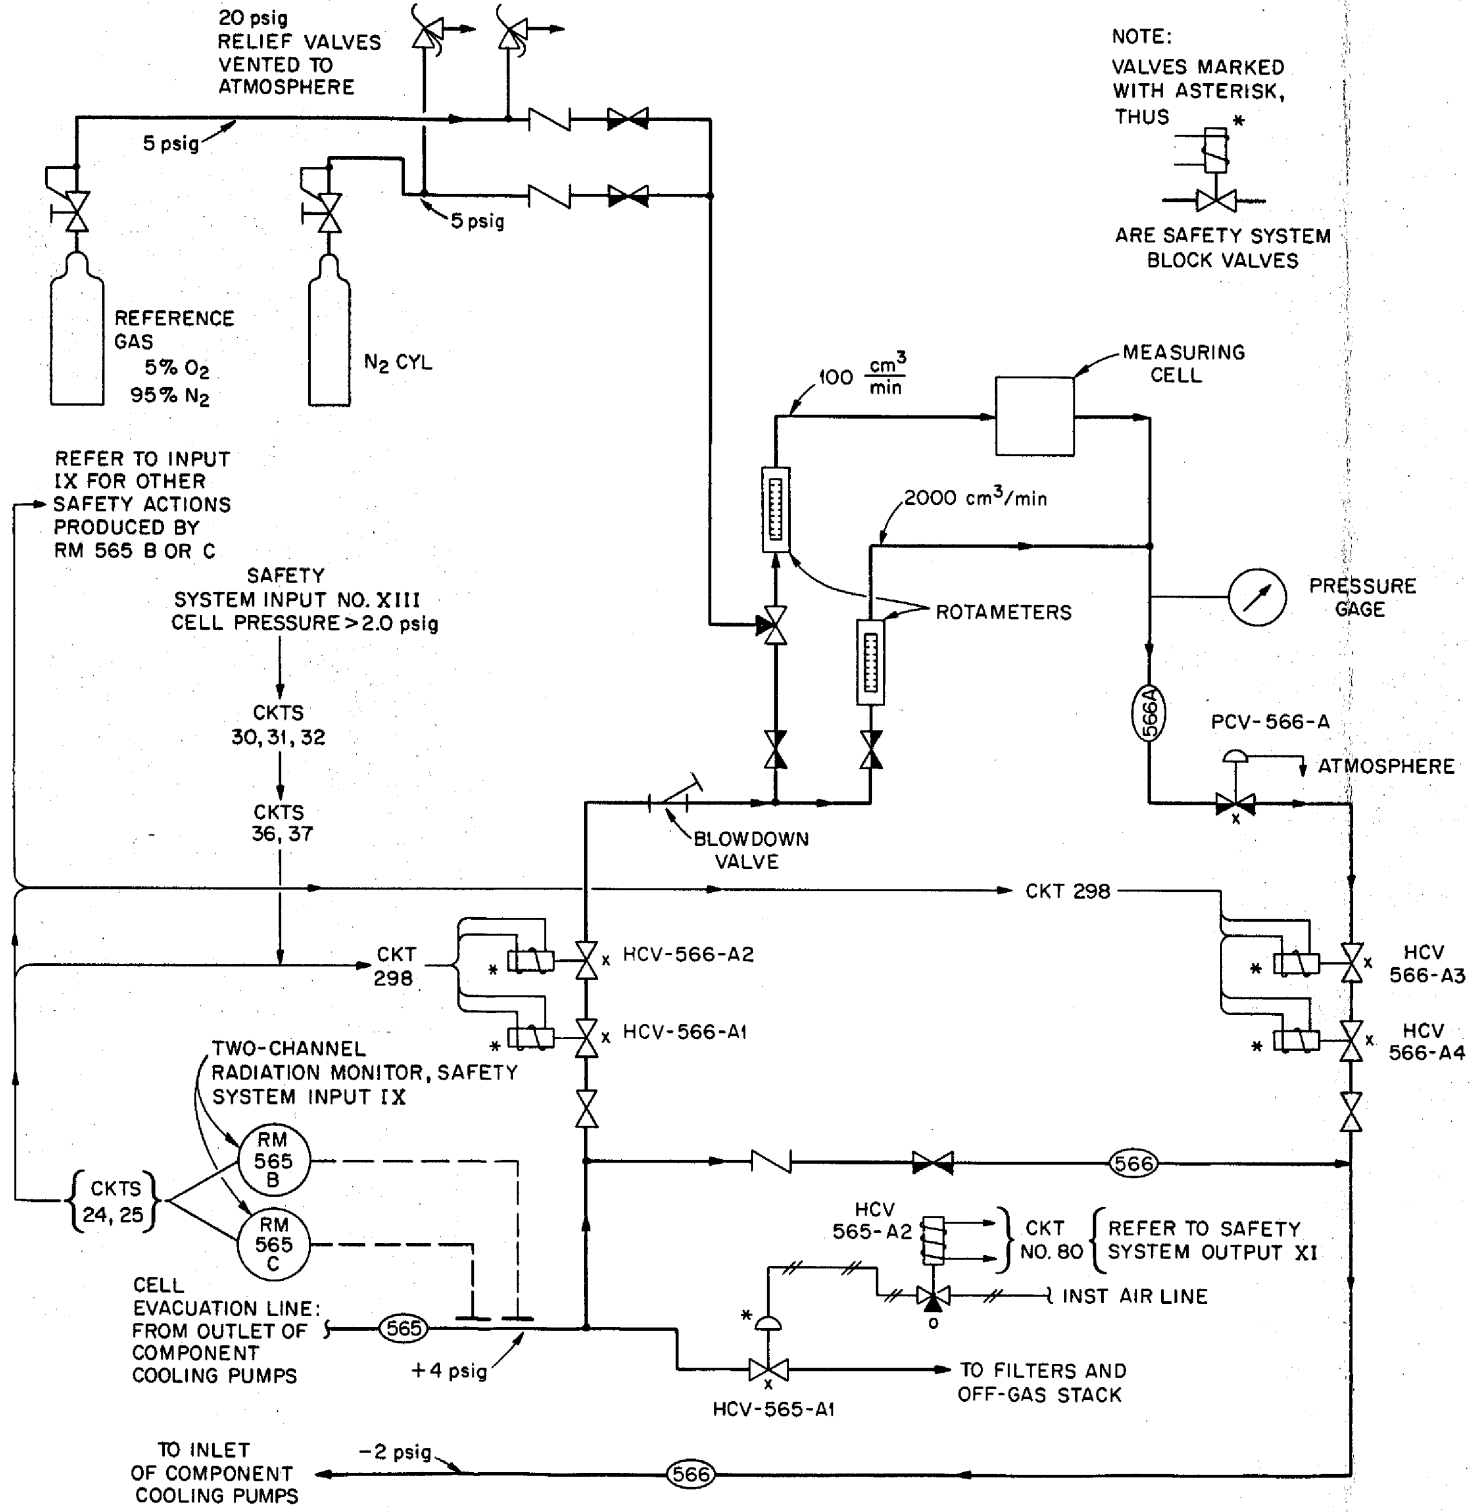 20 psig
RELIEF VALVES
VENTED TO
ATMOSPHERE
NOTE:
VALVES MARKED
WITH ASTERISK,
THUS
*
ARE SAFETY SYSTEM
BLOCK VALVES
5 psig
5 psig
REFERENCE
GAS
5% O2
95% N2
N2 CYL
MEASURING
CELL
100 cm³
min
2000 cm³/min
ROTAMETERS
PRESSURE
GAGE
REFER TO INPUT
IX FOR OTHER
SAFETY ACTIONS
PRODUCED BY
RM 565 B OR C
SAFETY
SYSTEM INPUT NO. XIII
CELL PRESSURE > 2.0 psig
CKTS
30, 31, 32
CKTS
36, 37
566A
PCV-566-A
ATMOSPHERE
x
BLOWDOWN
VALVE
CKT 298
CKT
298
* x HCV-566-A2
* x HCV-566-A1
* x HCV
566-A3
* x HCV
566-A4
TWO-CHANNEL
RADIATION MONITOR, SAFETY
SYSTEM INPUT IX
RM
565
B
CKTS
24, 25
RM
565
C
566
HCV
565-A2
CKT
NO. 80
REFER TO SAFETY
SYSTEM OUTPUT XI
INST AIR LINE
O
CELL
EVACUATION LINE:
FROM OUTLET OF
COMPONENT
COOLING PUMPS
565
+4 psig
*
x
HCV-565-A1
TO FILTERS AND
OFF-GAS STACK
TO INLET
OF COMPONENT
COOLING PUMPS
-2 psig
566